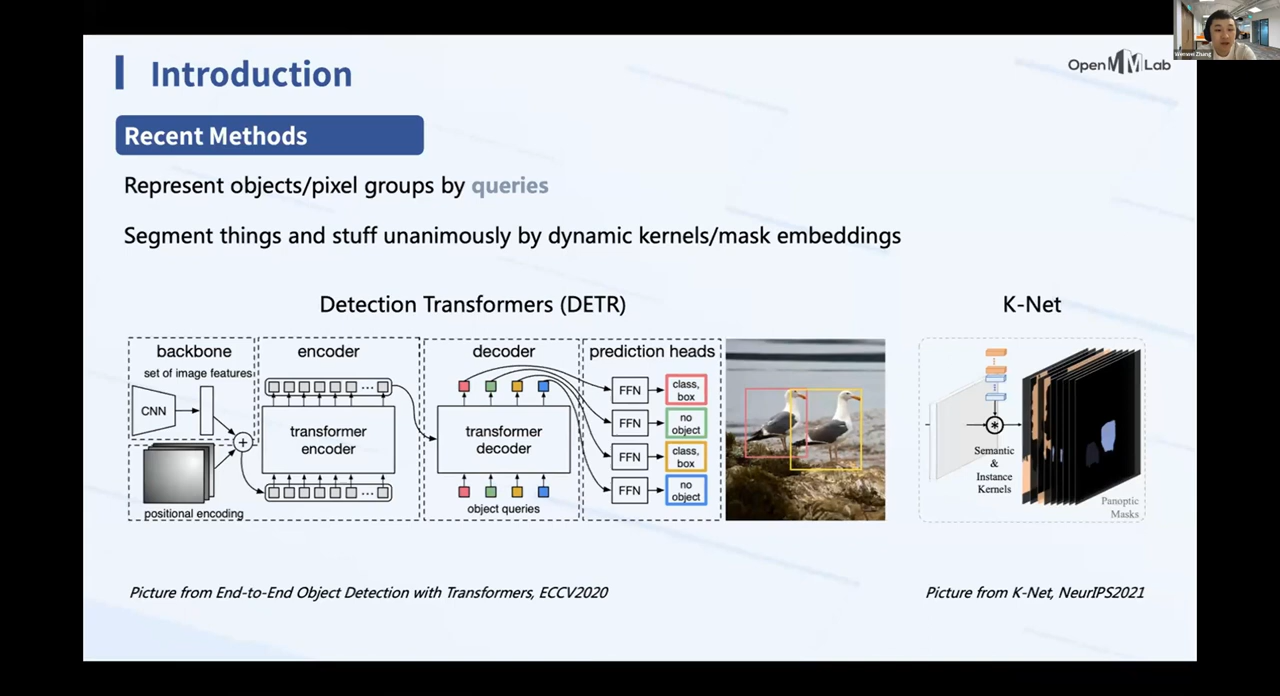 Introduction
OpenMMLab
Wenwei Zhang
Recent Methods
Represent objects/pixel groups by queries
Segment things and stuff unanimously by dynamic kernels/mask embeddings
Detection Transformers (DETR)
K-Net
backbone
encoder
decoder
prediction heads
set of image features
CNN
positional encoding
transformer
encoder
transformer
decoder
object queries
FFN
class,
box
FFN
no
object
FFN
class,
box
FFN
no
object
Semantic
&
Instance
Kernels
Panoptic
Masks
Picture from End-to-End Object Detection with Transformers, ECCV2020
Picture from K-Net, NeurIPS2021